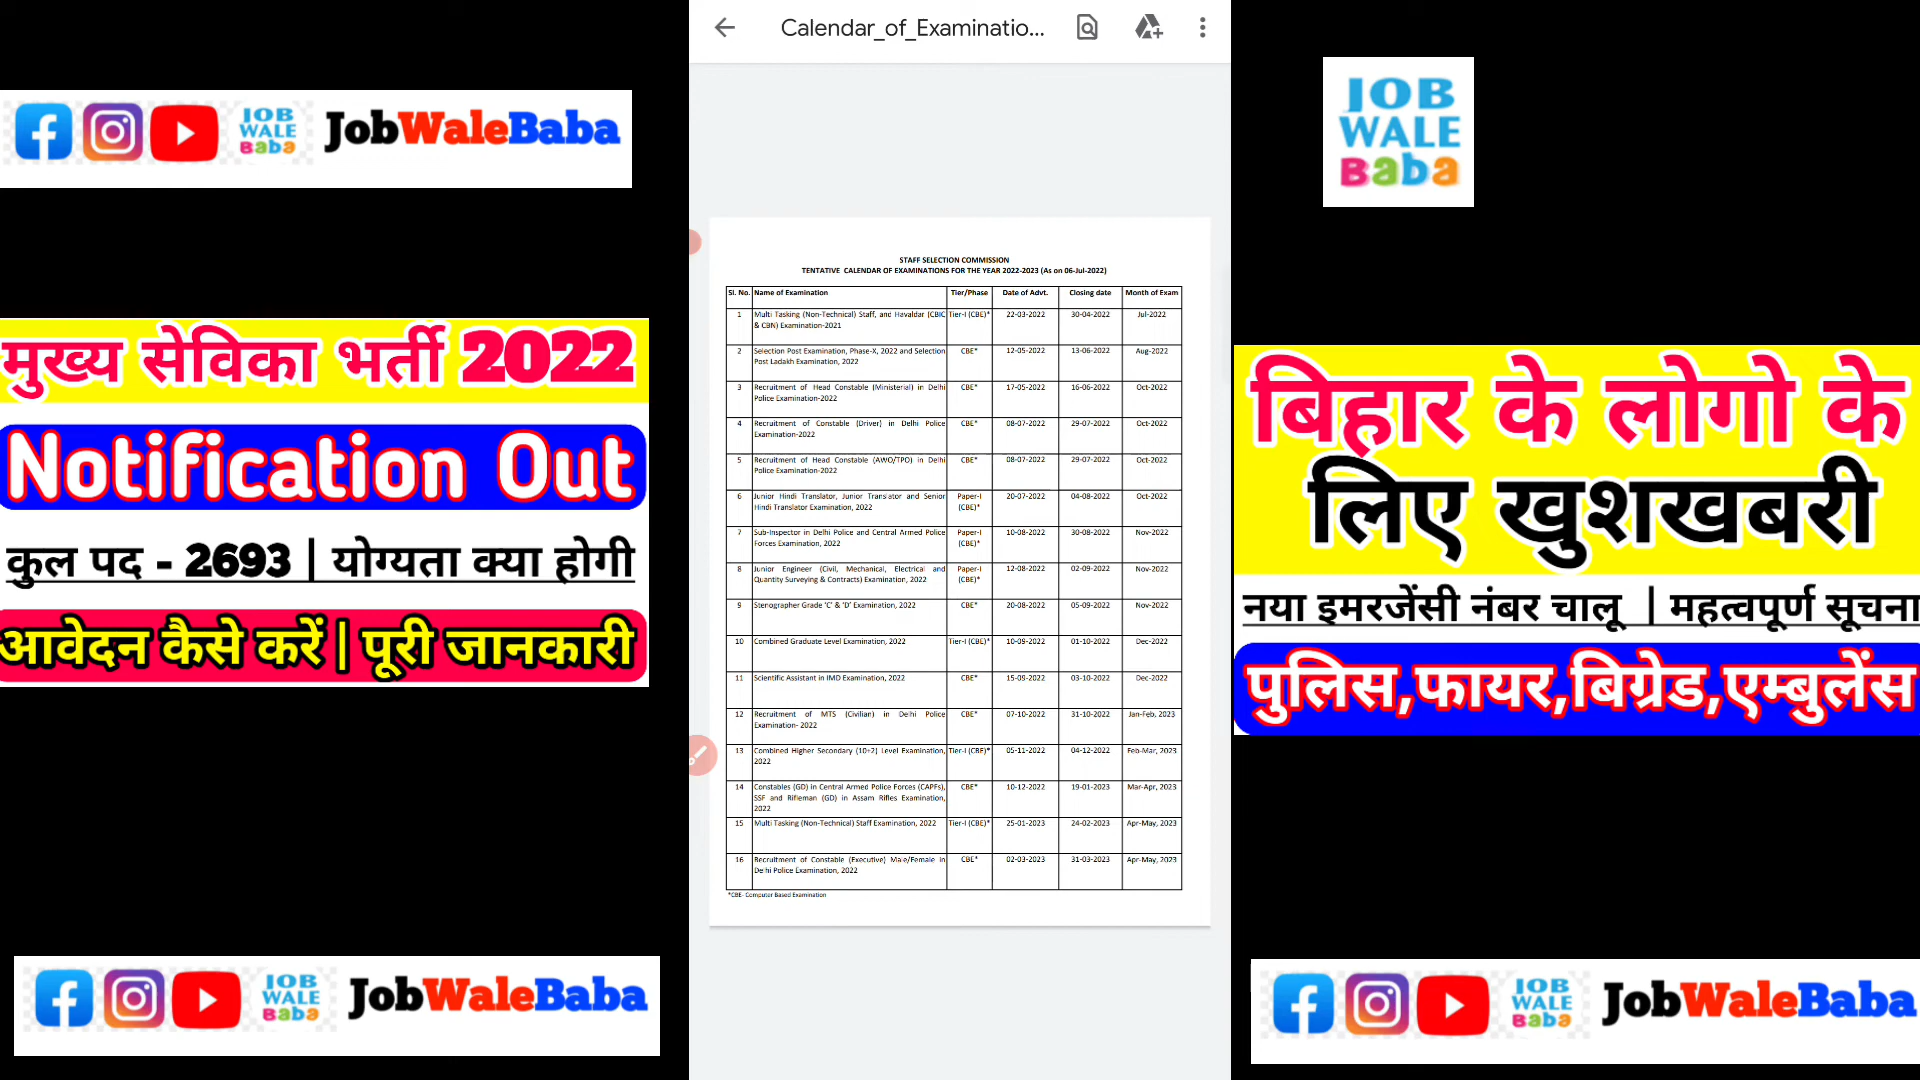 JOB
WALE
Baba
JobWaleBaba
मुख्य सेविका भर्ती 2022
Notification Out
कुल पद - 2693 | योग्यता क्या होगी
आवेदन कैसे करें | पूरी जानकारी
JOB
WALE
Baba
JobWaleBaba
Calendar_of_Examinatio...
STAFF SELECTION COMMISSION
TENTATIVE CALENDAR OF EXAMINATIONS FOR THE YEAR 2022-2023 (As on 06-Jul-2022)
Sl. No. Name of Examination Tier/Phase Date of Advt. Closing date Month of Exam
1 Multi Tasking (Non-Technical) Staff, and Havaldar (CBIC Tier-I (CBE)* 22-03-2022 30-04-2022 Jul-2022
& CBN) Examination-2021
2 Selection Post Examination, Phase-X, 2022 and Selection CBE* 12-05-2022 13-06-2022 Aug-2022
Post Ladakh Examination, 2022
3 Recruitment of Head Constable (Ministerial) in Delhi CBE* 17-05-2022 16-06-2022 Oct-2022
Police Examination-2022
4 Recruitment of Constable (Driver) in Delhi Police CBE* 08-07-2022 29-07-2022 Oct-2022
Examination-2022
5 Recruitment of Head Constable (AWO/TPO) in Delhi CBE* 08-07-2022 29-07-2022 Oct-2022
Police Examination-2022
6 Junior Hindi Translator, Junior Translator and Senior Paper-I 20-07-2022 04-08-2022 Oct-2022
Hindi Translator Examination, 2022 (CBE)*
7 Sub-Inspector in Delhi Police and Central Armed Police Paper-I 10-08-2022 30-08-2022 Nov-2022
Forces Examination, 2022 (CBE)*
8 Junior Engineer (Civil, Mechanical, Electrical and Paper-I 12-08-2022 02-09-2022 Nov-2022
Quantity Surveying & Contracts) Examination, 2022 (CBE)*
9 Stenographer Grade 'C' & 'D' Examination, 2022 CBE* 20-08-2022 05-09-2022 Nov-2022
10 Combined Graduate Level Examination, 2022 Tier-I (CBE)* 10-09-2022 01-10-2022 Dec-2022
11 Scientific Assistant in IMD Examination, 2022 CBE* 15-09-2022 03-10-2022 Dec-2022
12 Recruitment of MTS (Civilian) in Delhi Police CBE* 07-10-2022 31-10-2022 Jan-Feb, 2023
Examination- 2022
13 Combined Higher Secondary (10+2) Level Examination, Tier-I (CBE)* 05-11-2022 04-12-2022 Feb-Mar, 2023
2022
14 Constables (GD) in Central Armed Police Forces (CAPFs), CBE* 10-12-2022 19-01-2023 Mar-Apr, 2023
SSF and Rifleman (GD) in Assam Rifles Examination,
2022
15 Multi Tasking (Non-Technical) Staff Examination, 2022 Tier-I (CBE)* 25-01-2023 24-02-2023 Apr-May, 2023
16 Recruitment of Constable (Executive) Male/Female in CBE* 02-03-2023 31-03-2023 Apr-May, 2023
Delhi Police Examination, 2022
*CBE- Computer Based Examination
JOB
WALE
Baba
बिहार के लोगो के
लिए खुशखबरी
नया इमरजेंसी नंबर चालू | महत्वपूर्ण सूचना
पुलिस,फायर,बिग्रेड,एम्बुलेंस
JOB
WALE
Baba
JobWaleBaba